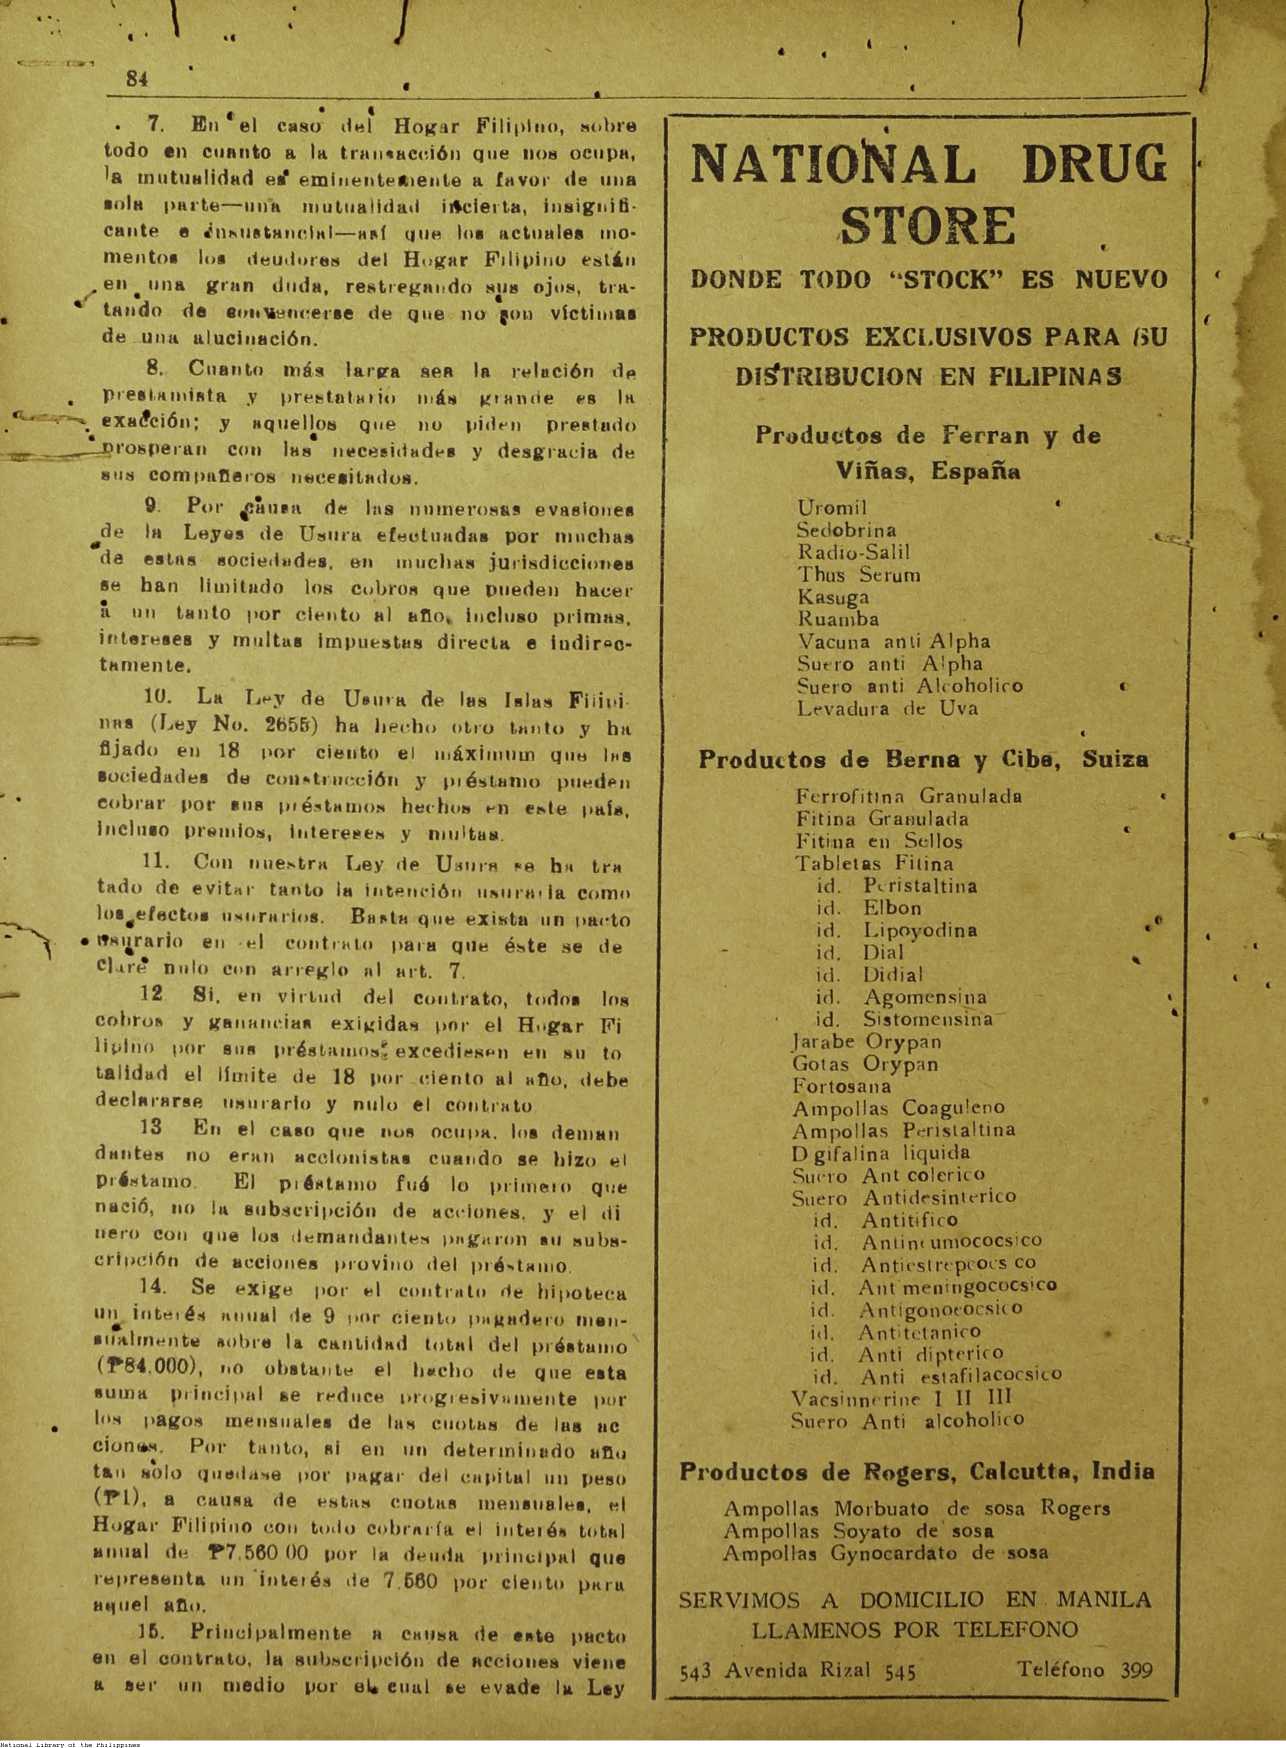 84
7. En el caso del Hogar Filipino, sobre
todo en cuanto a la transacción que nos ocupa,
la mutualidad es eminentemente a favor de una
sola parte—una mutualidad incierta, insignifi-
cante e insustancial—así que los actuales mo-
mentos los deudores del Hogar Filipino están
en una gran duda, restregando sus ojos, tra-
tando de convencerse de que no son víctimas
de una alucinación.
8. Cuanto más larga sea la relación de
prestamista y prestatario más grande es la
exacción; y aquellos que no piden prestado
prosperan con las necesidades y desgracia de
sus compañeros necesitados.
9. Por causa de las numerosas evasiones
de la Leyes de Usura efectuadas por muchas
de estas sociedades, en muchas jurisdicciones
se han limitado los cobros que pueden hacer
a un tanto por ciento al año, incluso primas,
intereses y multas impuestas directa e indirec-
tamente.
10. La Ley de Usura de las Islas Filipi-
nas (Ley No. 2655) ha hecho otro tanto y ha
fijado en 18 por ciento el máximum que las
sociedades de construcción y préstamo pueden
cobrar por sus préstamos hechos en este país,
incluso premios, intereses y multas.
11. Con nuestra Ley de Usura se ha tra
tado de evitar tanto la intención usuraria como
los efectos usurarios. Basta que exista un pacto
usurario en el contrato para que éste se de
clare nulo con arreglo al art. 7.
12 Si, en virtud del contrato, todos los
cobros y ganancias exigidas por el Hogar Fi
lipino por sus préstamos, excediesen en su to
talidad el límite de 18 por ciento al año, debe
declararse usurario y nulo el contrato
13 En el caso que nos ocupa, los deman
dantes no eran accionistas cuando se hizo el
préstamo. El préstamo fué lo primero que
nació, no la subscripción de acciones, y el di
nero con que los demandantes pagaron su subs-
cripción de acciones provino del préstamo.
14. Se exige por el contrato de hipoteca
un interés anual de 9 por ciento pagadero men-
sualmente sobre la cantidad total del préstamo
(₱84.000), no obstante el hecho de que esta
suma principal se reduce progresivamente por
los pagos mensuales de las cuotas de las ac
ciones. Por tanto, si en un determinado año
tan sólo quedase por pagar del capital un peso
(₱1), a causa de estas cuotas mensuales, el
Hogar Filipino con todo cobraría el interés total
anual de ₱7.560 00 por la deuda principal que
representa un interés de 7.560 por ciento para
aquel año.
15. Principalmente a causa de este pacto
en el contrato, la subscripción de acciones viene
a ser un medio por el cual se evade la Ley
NATIONAL DRUG
STORE
DONDE TODO “STOCK” ES NUEVO
PRODUCTOS EXCLUSIVOS PARA SU
DISTRIBUCION EN FILIPINAS
Productos de Ferran y de
Viñas, España
Uromil
Sedobrina
Radio-Salil
Thus Serum
Kasuga
Ruamba
Vacuna anti Alpha
Suero anti Alpha
Suero anti Alcoholico
Levadura de Uva
Productos de Berna y Ciba, Suiza
Ferrofitina Granulada
Fitina Granulada
Fitina en Sellos
Tabletas Fitina
id. Peristaltina
id. Elbon
id. Lipoyodina
id. Dial
id. Didial
id. Agomensina
id. Sistomensina
Jarabe Orypan
Gotas Orypan
Fortosana
Ampollas Coaguleno
Ampollas Peristaltina
D gifalina liquida
Suero Ant colerico
Suero Antidesinterico
id. Antitifico
id. Antineumococsico
id. Antiestreptocs co
id. Ant meningococsico
id. Antigonococsico
id. Antitetanico
id. Anti dipterico
id. Anti estafilacocsico
Vacsinnerine I II III
Suero Anti alcoholico
Productos de Rogers, Calcutta, India
Ampollas Morbuato de sosa Rogers
Ampollas Soyato de sosa
Ampollas Gynocardato de sosa
SERVIMOS A DOMICILIO EN MANILA
LLAMENOS POR TELEFONO
543 Avenida Rizal 545 Teléfono 399
National Library of the Philippines